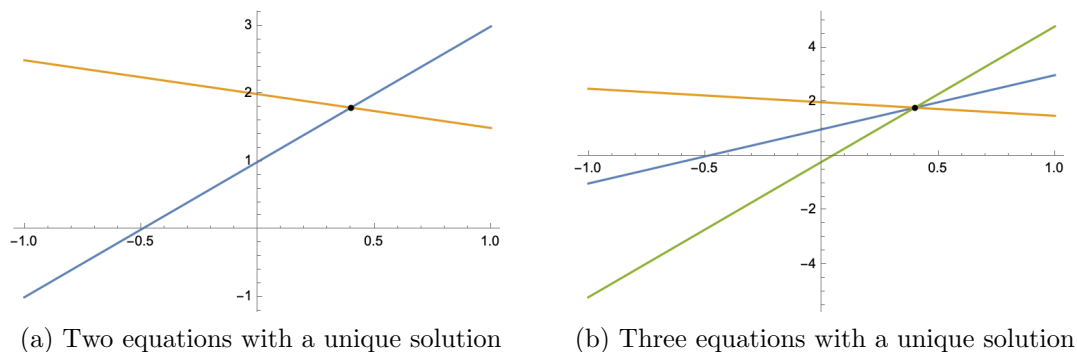 3
2
1
-1.0 -0.5 0.5 1.0
-1
(a) Two equations with a unique solution
4
2
-1.0 -0.5 0.5 1.0
-2
-4
(b) Three equations with a unique solution